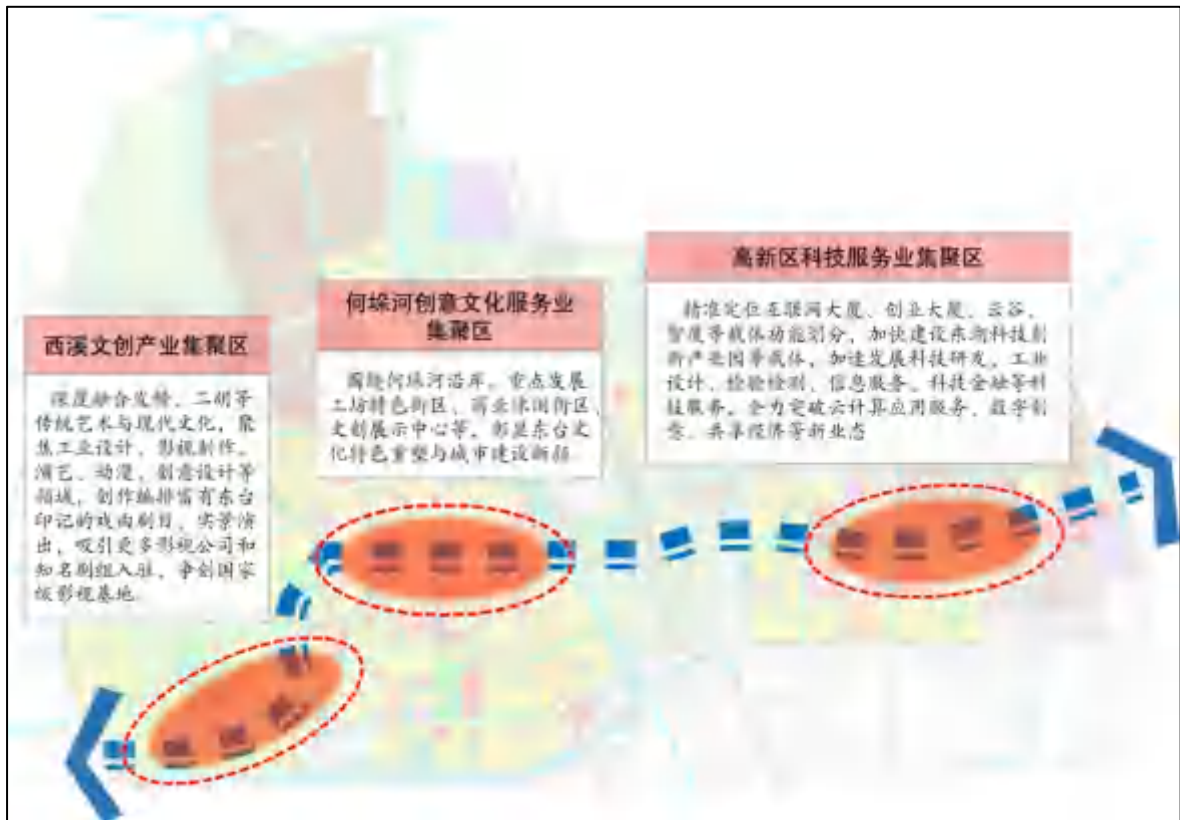 西溪文创产业集聚区
深度融合发绣、二胡等
传统艺术与现代文化，聚
焦工业设计、影视制作、
演艺、动漫、创意设计等
领域，创作编排富有东台
印记的戏曲剧目、实景演
出，吸引更多影视公司和
知名剧组入驻，争创国家
级影视基地
何垛河创意文化服务业
集聚区
围绕何垛河沿岸，重点发展
工坊特色街区、商业休闲街区、
文创展示中心等，彰显东台文
化特色重塑与城市建设新颜
高新区科技服务业集聚区
精准定位互联网大厦、创业大厦、云谷、
智度等载体功能划分，加快建设东湖科技创
新产业园等载体，加速发展科技研发、工业
设计、检验检测、信息服务、科技金融等科
技服务，全力突破云计算应用服务、数字创
意、共享经济等新业态